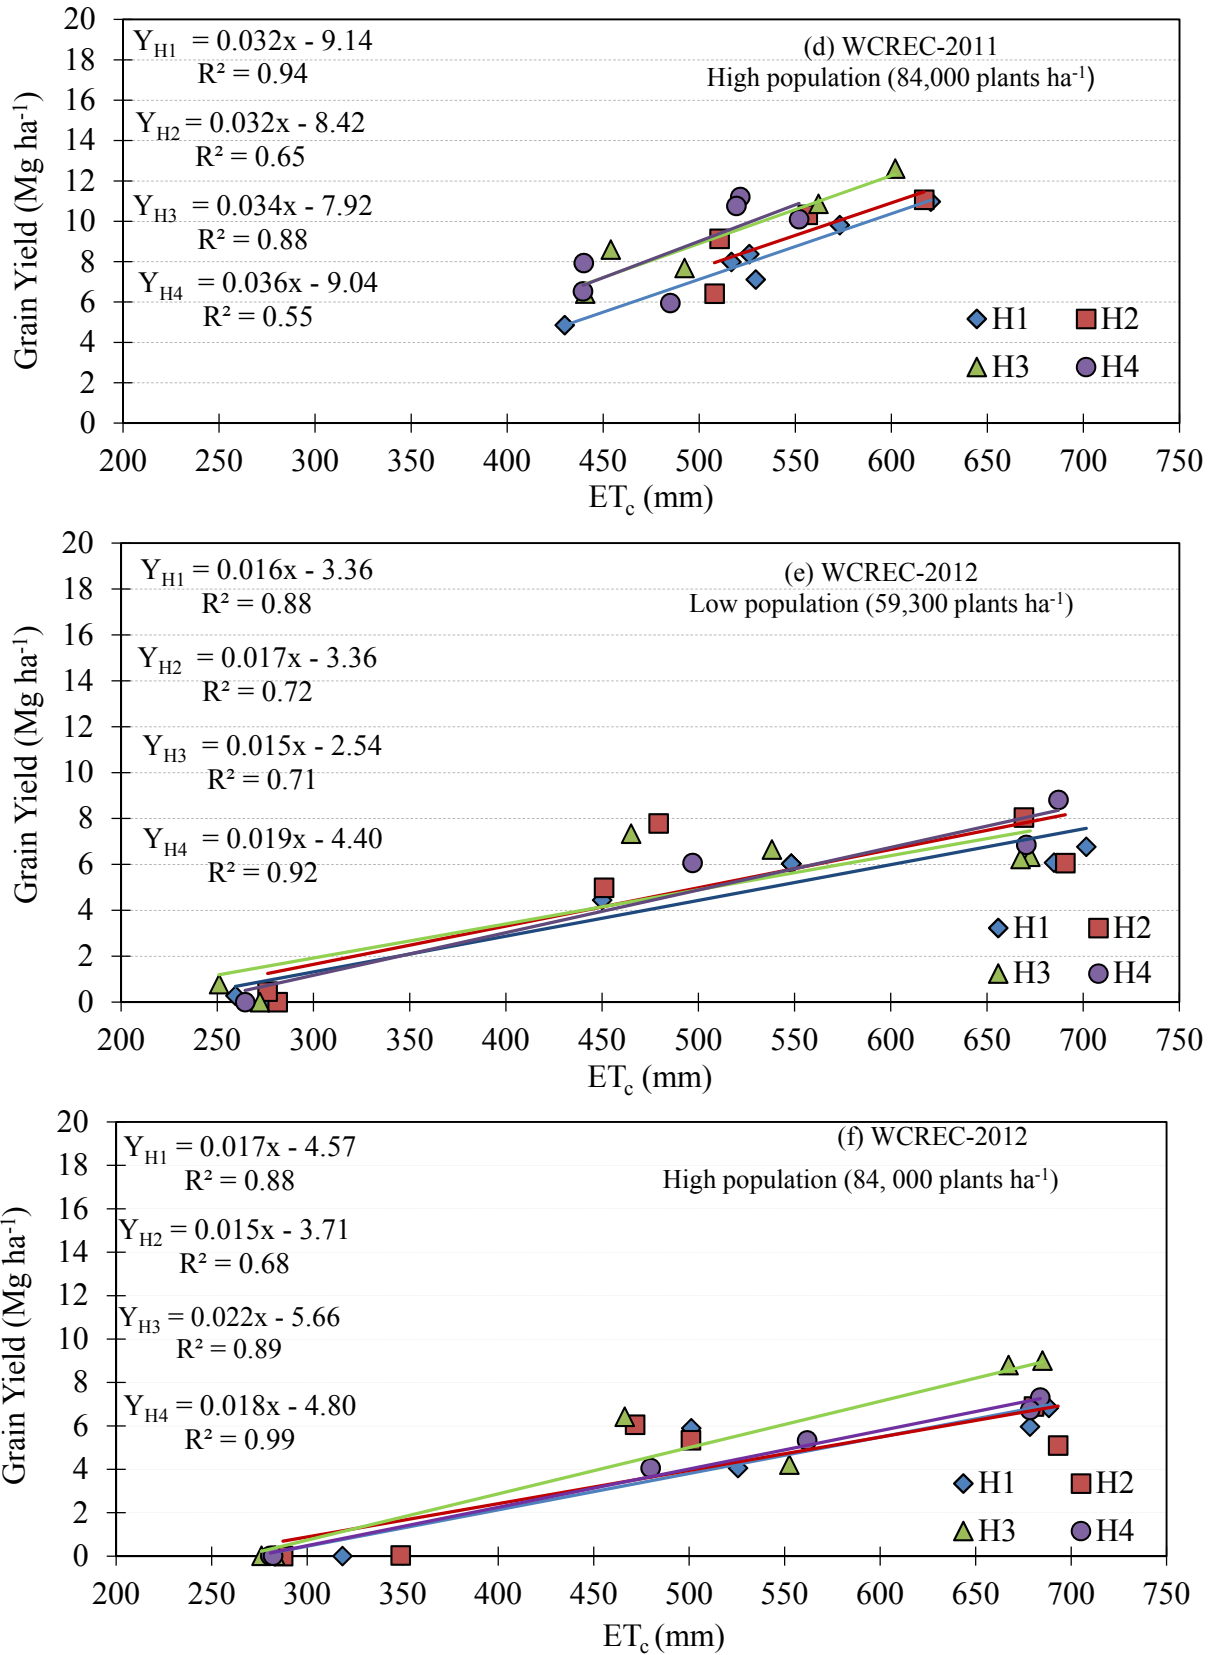 Y_H1 = 0.032x - 9.14
R² = 0.94
Y_H2 = 0.032x - 8.42
R² = 0.65
Y_H3 = 0.034x - 7.92
R² = 0.88
Y_H4 = 0.036x - 9.04
R² = 0.55
(d) WCREC-2011
High population (84,000 plants ha⁻¹)
Grain Yield (Mg ha⁻¹)
20
18
16
14
12
10
8
6
4
2
0
H1 H2
H3 H4
200 250 300 350 400 450 500 550 600 650 700 750
ET_c (mm)
Y_H1 = 0.016x - 3.36
R² = 0.88
Y_H2 = 0.017x - 3.36
R² = 0.72
Y_H3 = 0.015x - 2.54
R² = 0.71
Y_H4 = 0.019x - 4.40
R² = 0.92
(e) WCREC-2012
Low population (59,300 plants ha⁻¹)
Grain Yield (Mg ha⁻¹)
20
18
16
14
12
10
8
6
4
2
0
H1 H2
H3 H4
200 250 300 350 400 450 500 550 600 650 700 750
ET_c (mm)
Y_H1 = 0.017x - 4.57
R² = 0.88
Y_H2 = 0.015x - 3.71
R² = 0.68
Y_H3 = 0.022x - 5.66
R² = 0.89
Y_H4 = 0.018x - 4.80
R² = 0.99
(f) WCREC-2012
High population (84, 000 plants ha⁻¹)
Grain Yield (Mg ha⁻¹)
20
18
16
14
12
10
8
6
4
2
0
H1 H2
H3 H4
200 250 300 350 400 450 500 550 600 650 700 750
ET_c (mm)